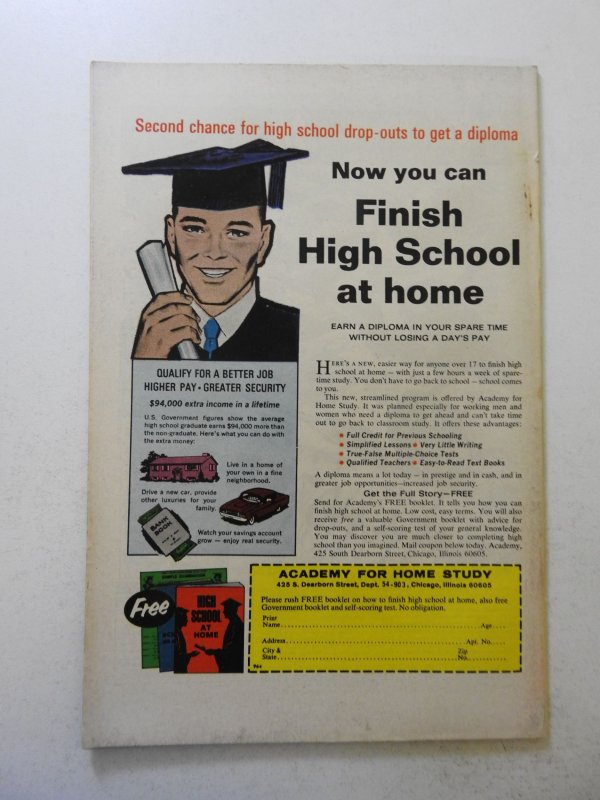 Second chance for high school drop-outs to get a diploma
Now you can
Finish
High School
at home
EARN A DIPLOMA IN YOUR SPARE TIME
WITHOUT LOSING A DAY'S PAY
QUALIFY FOR A BETTER JOB
HIGHER PAY • GREATER SECURITY
$94,000 extra income in a lifetime
U.S. Government figures show the average
high school graduate earns $94,000 more than
the non-graduate. Here's what you can do with
the extra money:
Live in a home of
your own in a fine
neighborhood.
Drive a new car, provide
other luxuries for your
family.
BANK
BOOK
Watch your savings account
grow — enjoy real security.
HERE'S A NEW, easier way for anyone over 17 to finish high
school at home — with just a few hours a week of spare-
time study. You don't have to go back to school — school comes
to you.
This new, streamlined program is offered by Academy for
Home Study. It was planned especially for working men and
women who need a diploma to get ahead and can't take time
out to go back to classroom study. It offers these advantages:
• Full Credit for Previous Schooling
• Simplified Lessons • Very Little Writing
• True-False Multiple-Choice Tests
• Qualified Teachers • Easy-to-Read Text Books
A diploma means a lot today — in prestige and in cash, and in
greater job opportunities—increased job security.
Get the Full Story—FREE
Send for Academy's FREE booklet. It tells you how you can
finish high school at home. Low cost, easy terms. You will also
receive free a valuable Government booklet with advice for
drop-outs, and a self-scoring test of your general knowledge.
You may discover you are much closer to completing high
school than you imagined. Mail coupon below today. Academy,
425 South Dearborn Street, Chicago, Illinois 60605.
Free
HIGH
SCHOOL
AT
HOME
ACADEMY FOR HOME STUDY
425 S. Dearborn Street, Dept. 54-903, Chicago, Illinois 60605
Please rush FREE booklet on how to finish high school at home, also free
Government booklet and self-scoring test. No obligation.
Print
Name Age
Address Apt. No.
City & Zip
State No.